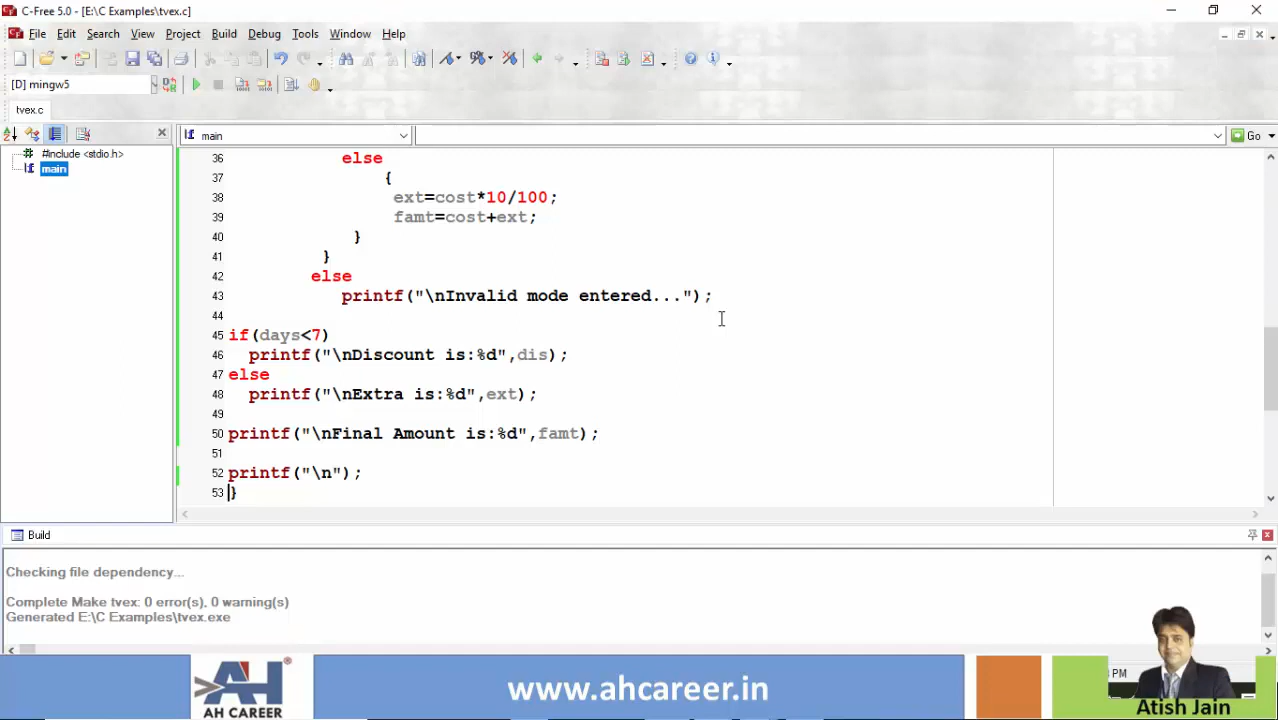 C-Free 5.0 - [E:\C Examples\tvex.c]
File Edit Search View Project Build Debug Tools Window Help
[D] mingw5
tvex.c
main
Go
#include <stdio.h>
main
36 else
37 {
38 ext=cost*10/100;
39 famt=cost+ext;
40 }
41 }
42 else
43 printf("\nInvalid mode entered...");
44
45 if(days<7)
46 printf("\nDiscount is:%d",dis);
47 else
48 printf("\nExtra is:%d",ext);
49
50 printf("\nFinal Amount is:%d",famt);
51
52 printf("\n");
53 }
Build
Checking file dependency...
Complete Make tvex: 0 error(s), 0 warning(s)
Generated E:\C Examples\tvex.exe
AH
®
AH CAREER
www.ahcareer.in
PM
Atish Jain